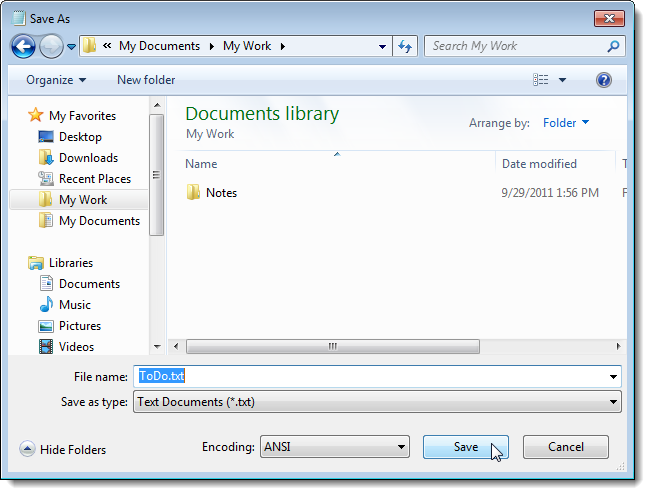 Save As
« My Documents My Work
Search My Work
Organize New folder
?
My Favorites
Desktop
Downloads
Recent Places
My Work
My Documents
Libraries
Documents
Music
Pictures
Videos
Documents library
My Work
Arrange by: Folder
Name Date modified T
Notes 9/29/2011 1:56 PM F
File name: ToDo.txt
Save as type: Text Documents (*.txt)
Hide Folders Encoding: ANSI Save Cancel